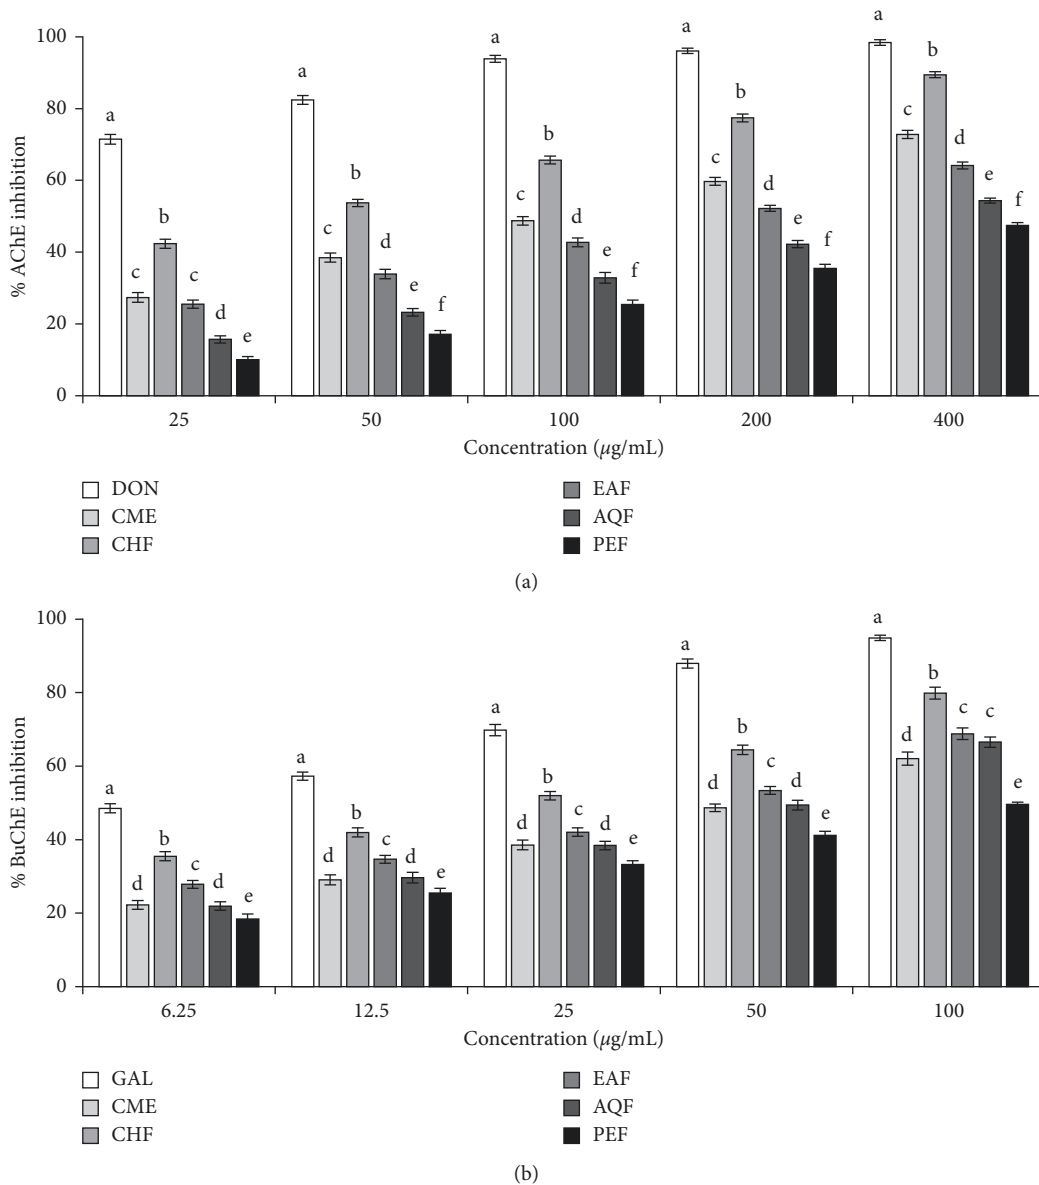 100
80
60
40
20
0
% AChE inhibition
a
b
c
c
d
e
a
b
c
d
e
f
a
b
c
d
e
f
a
b
c
d
e
f
a
b
c
d
e
f
25 50 100 200 400
Concentration (μg/mL)
DON EAF
CME AQF
CHF PEF
(a)
100
80
60
40
20
0
% BuChE inhibition
a
b
c
d
d
e
a
b
c
d
d
e
a
b
d
c
d
e
a
b
c
d
d
e
a
b
c
c
d
e
6.25 12.5 25 50 100
Concentration (μg/mL)
GAL EAF
CME AQF
CHF PEF
(b)